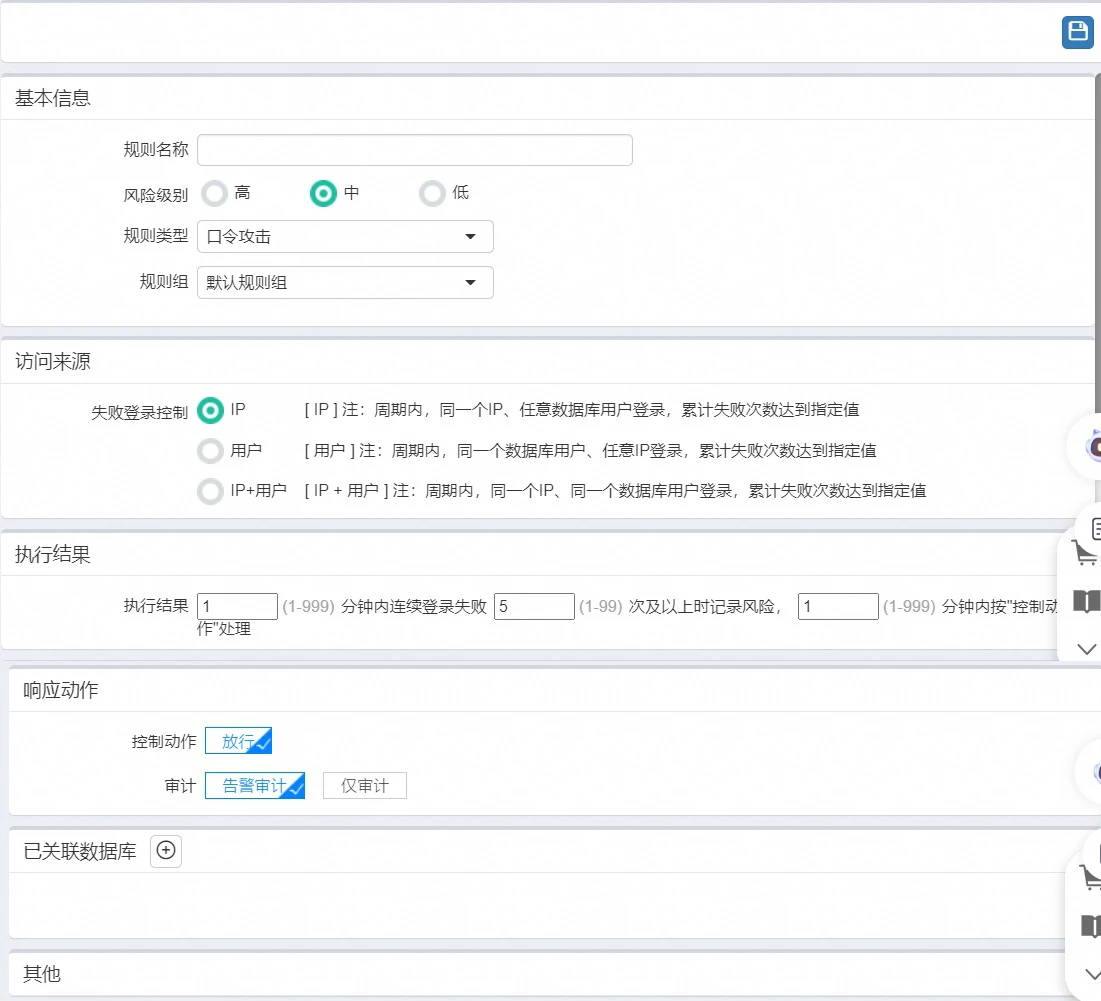 基本信息
规则名称
风险级别 高 中 低
规则类型 口令攻击
规则组 默认规则组
访问来源
失败登录控制 IP [ IP ] 注：周期内，同一个IP、任意数据库用户登录，累计失败次数达到指定值
用户 [ 用户 ] 注：周期内，同一个数据库用户、任意IP登录，累计失败次数达到指定值
IP+用户 [ IP + 用户 ] 注：周期内，同一个IP、同一个数据库用户登录，累计失败次数达到指定值
执行结果
执行结果 1 (1-999) 分钟内连续登录失败 5 (1-99) 次及以上时记录风险， 1 (1-999) 分钟内按"控制动
作"处理
响应动作
控制动作 放行
审计 告警审计 仅审计
已关联数据库
其他